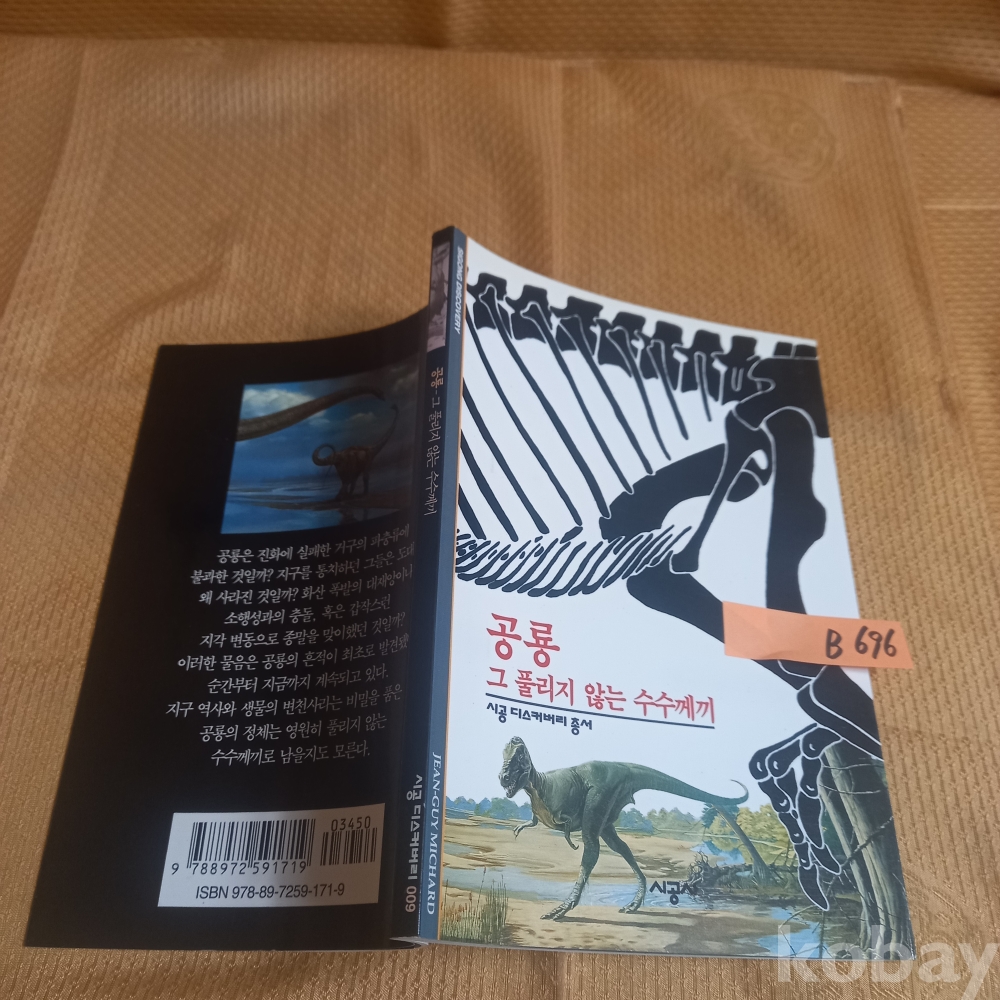 공룡은 진화에 실패한 지구의 파충류에
불과한 것일까? 지구를 통치하던 그들은 도대
왜 사라진 것일까? 화산 폭발의 대재앙이나
소행성과의 충돌, 혹은 갑작스런
지각 변동으로 종말을 맞이했던 것일까?
이러한 물음은 공룡의 흔적이 최초로 발견됐
순간부터 지금까지 계속되고 있다.
지구 역사와 생물의 변천사라는 비밀을 품은
공룡의 정체는 영원히 풀리지 않는
수수께끼로 남을지도 모른다.
03450
9 788972 591719
ISBN 978-89-7259-171-9
SIGONG DISCOVERY
공룡-그 풀리지 않는 수수께끼
JEAN-GUY MICHARD
시공 디스커버리 009
공룡
그 풀리지 않는 수수께끼
시공 디스커버리 총서
B 696
시공사
kobay